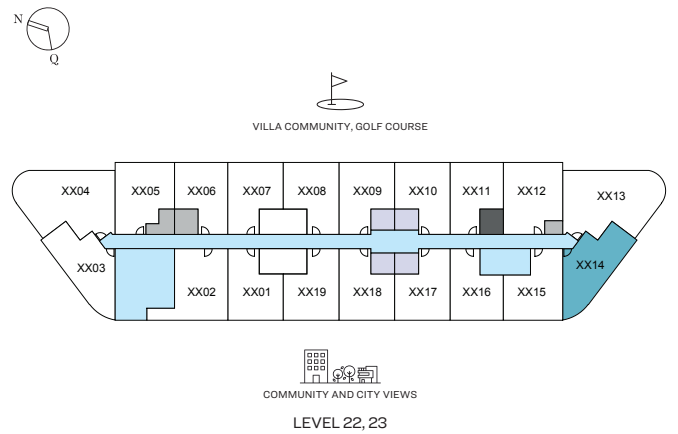 N
Q
VILLA COMMUNITY, GOLF COURSE
XX04 XX05 XX06 XX07 XX08 XX09 XX10 XX11 XX12 XX13
XX03 XX14
XX02 XX01 XX19 XX18 XX17 XX16 XX15
COMMUNITY AND CITY VIEWS
LEVEL 22, 23